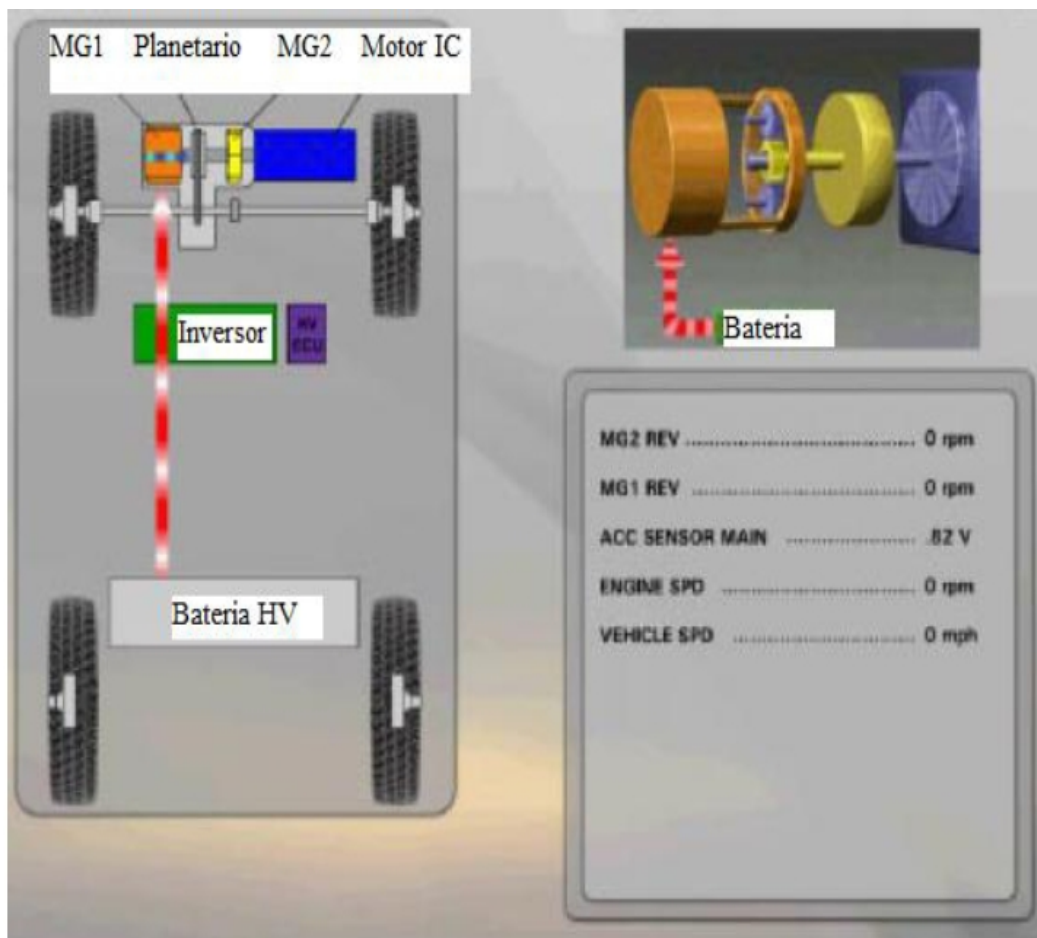 MG1 Planetario MG2 Motor IC
Inversor
HV
ECU
Bateria HV
Bateria
MG2 REV ........................................ 0 rpm
MG1 REV ....................................... 0 rpm
ACC SENSOR MAIN ...................... .82 V
ENGINE SPD .................................. 0 rpm
VEHICLE SPD ................................ 0 mph